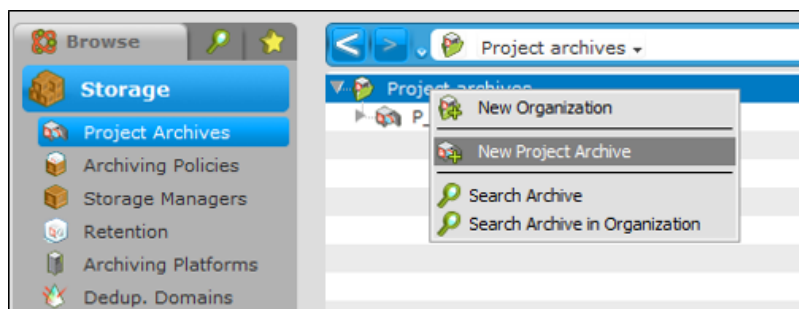 Browse
Storage
Project Archives
Archiving Policies
Storage Managers
Retention
Archiving Platforms
Dedup. Domains
Project archives
Project archives
P_
New Organization
New Project Archive
Search Archive
Search Archive in Organization